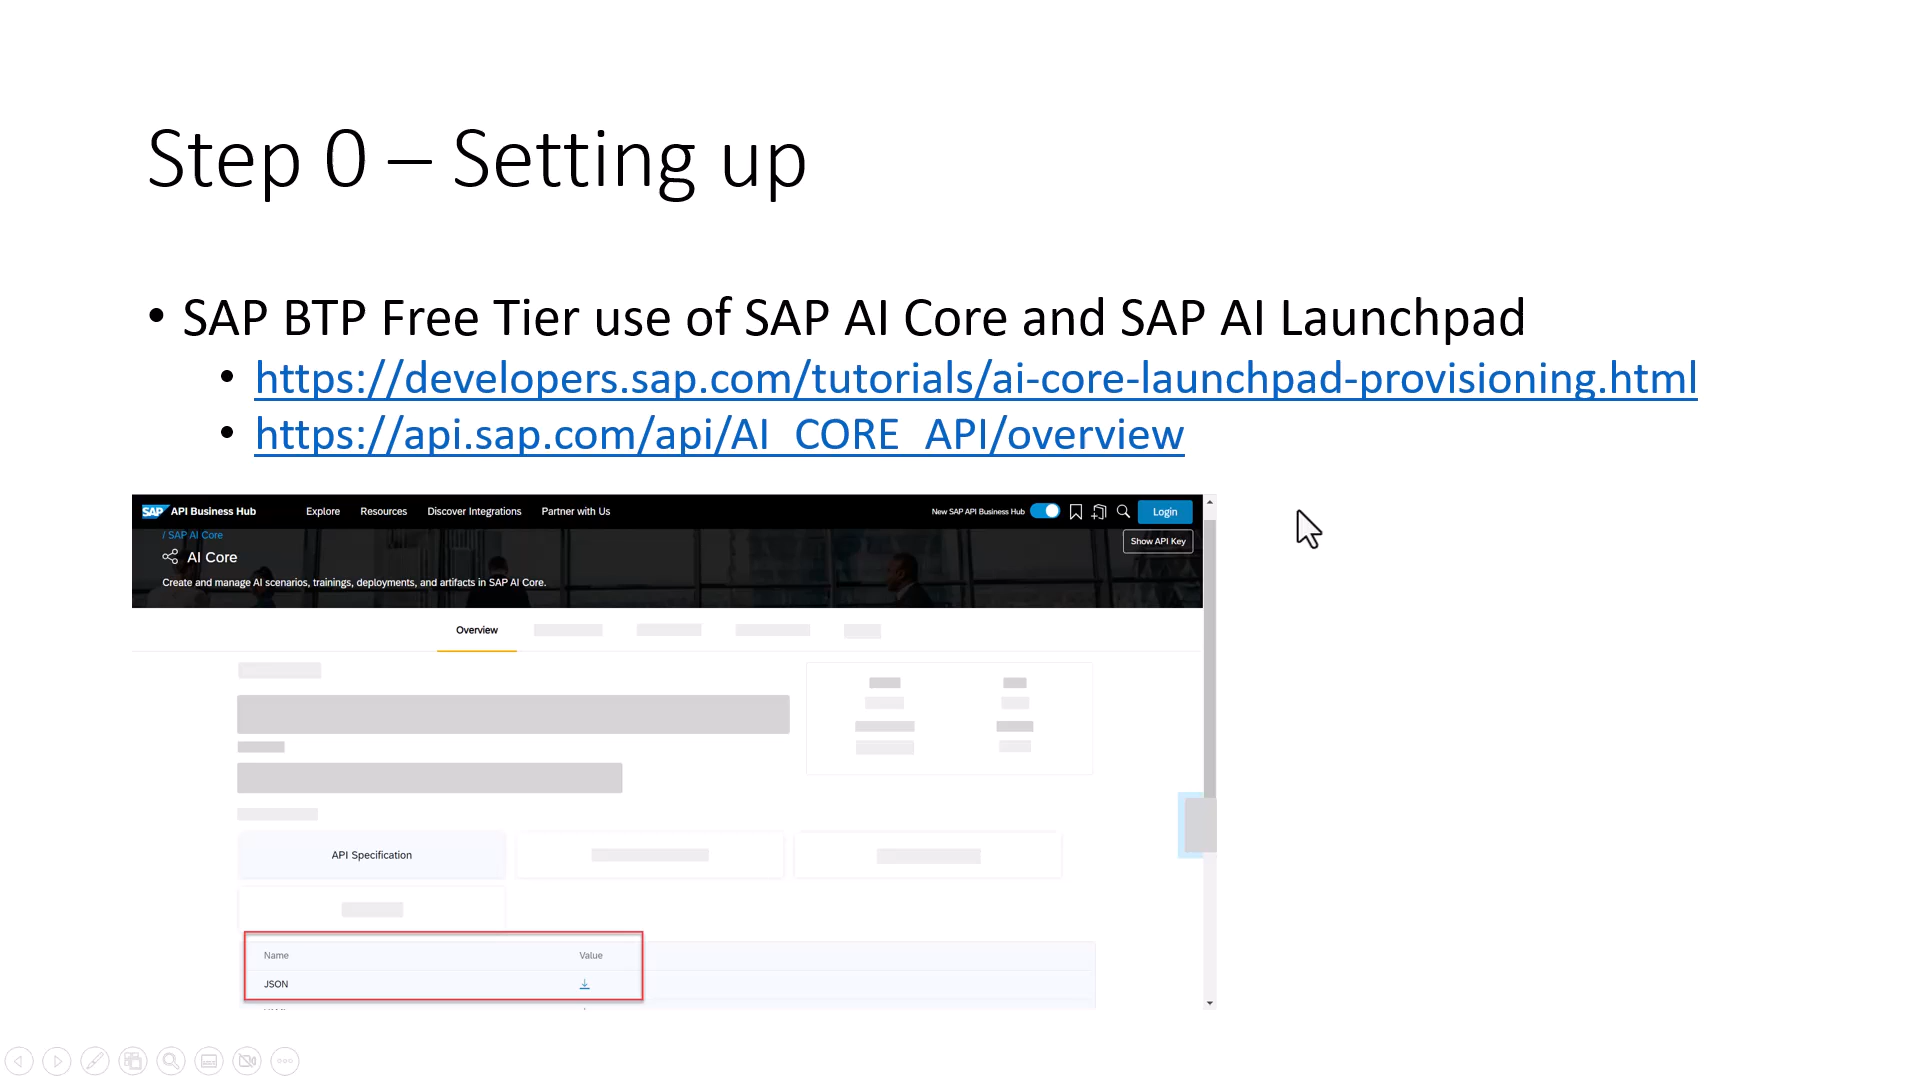 Step 0 – Setting up
• SAP BTP Free Tier use of SAP AI Core and SAP AI Launchpad
• https://developers.sap.com/tutorials/ai-core-launchpad-provisioning.html
• https://api.sap.com/api/AI_CORE_API/overview
SAP API Business Hub Explore Resources Discover Integrations Partner with Us New SAP API Business Hub Login
/ SAP AI Core
Show API Key
AI Core
Create and manage AI scenarios, trainings, deployments, and artifacts in SAP AI Core.
Overview
API Specification
Name Value
JSON